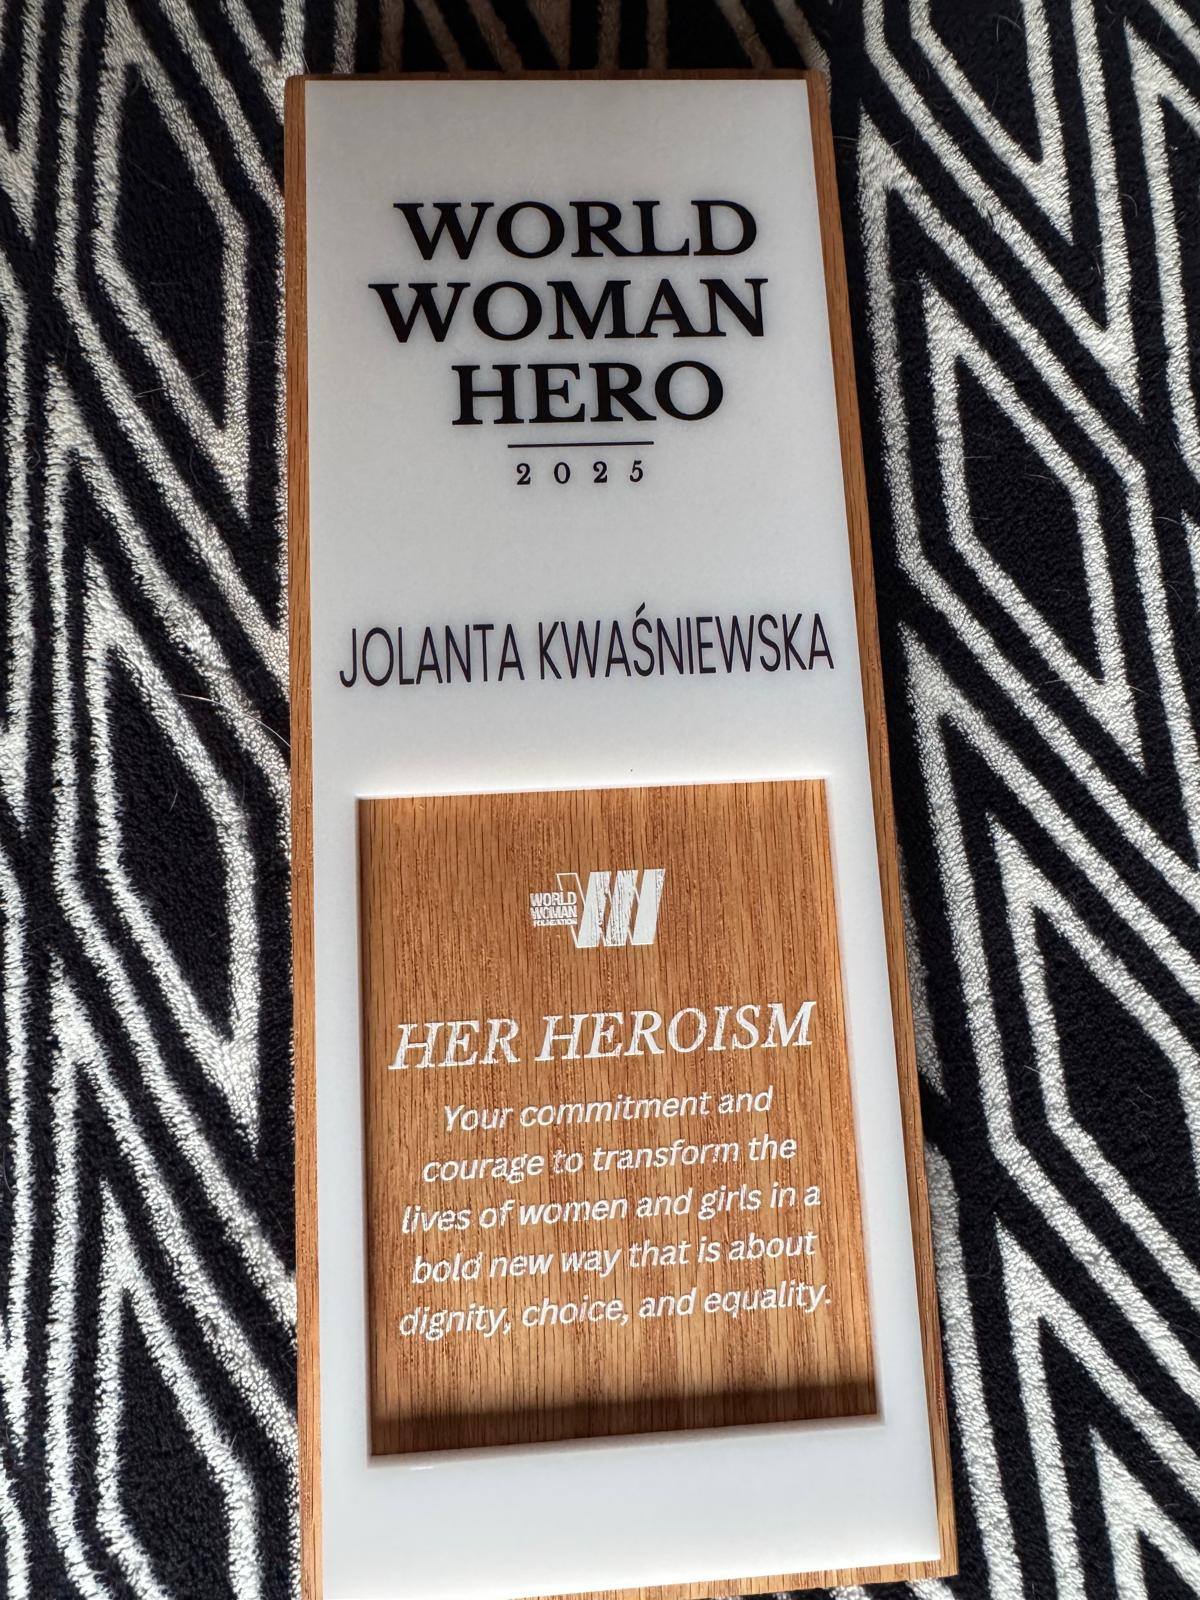 WORLD
WOMAN
HERO
2025
JOLANTA KWAŚNIEWSKA
WORLD
WOMAN
FOUNDATION
HER HEROISM
Your commitment and
courage to transform the
lives of women and girls in a
bold new way that is about
dignity, choice, and equality.